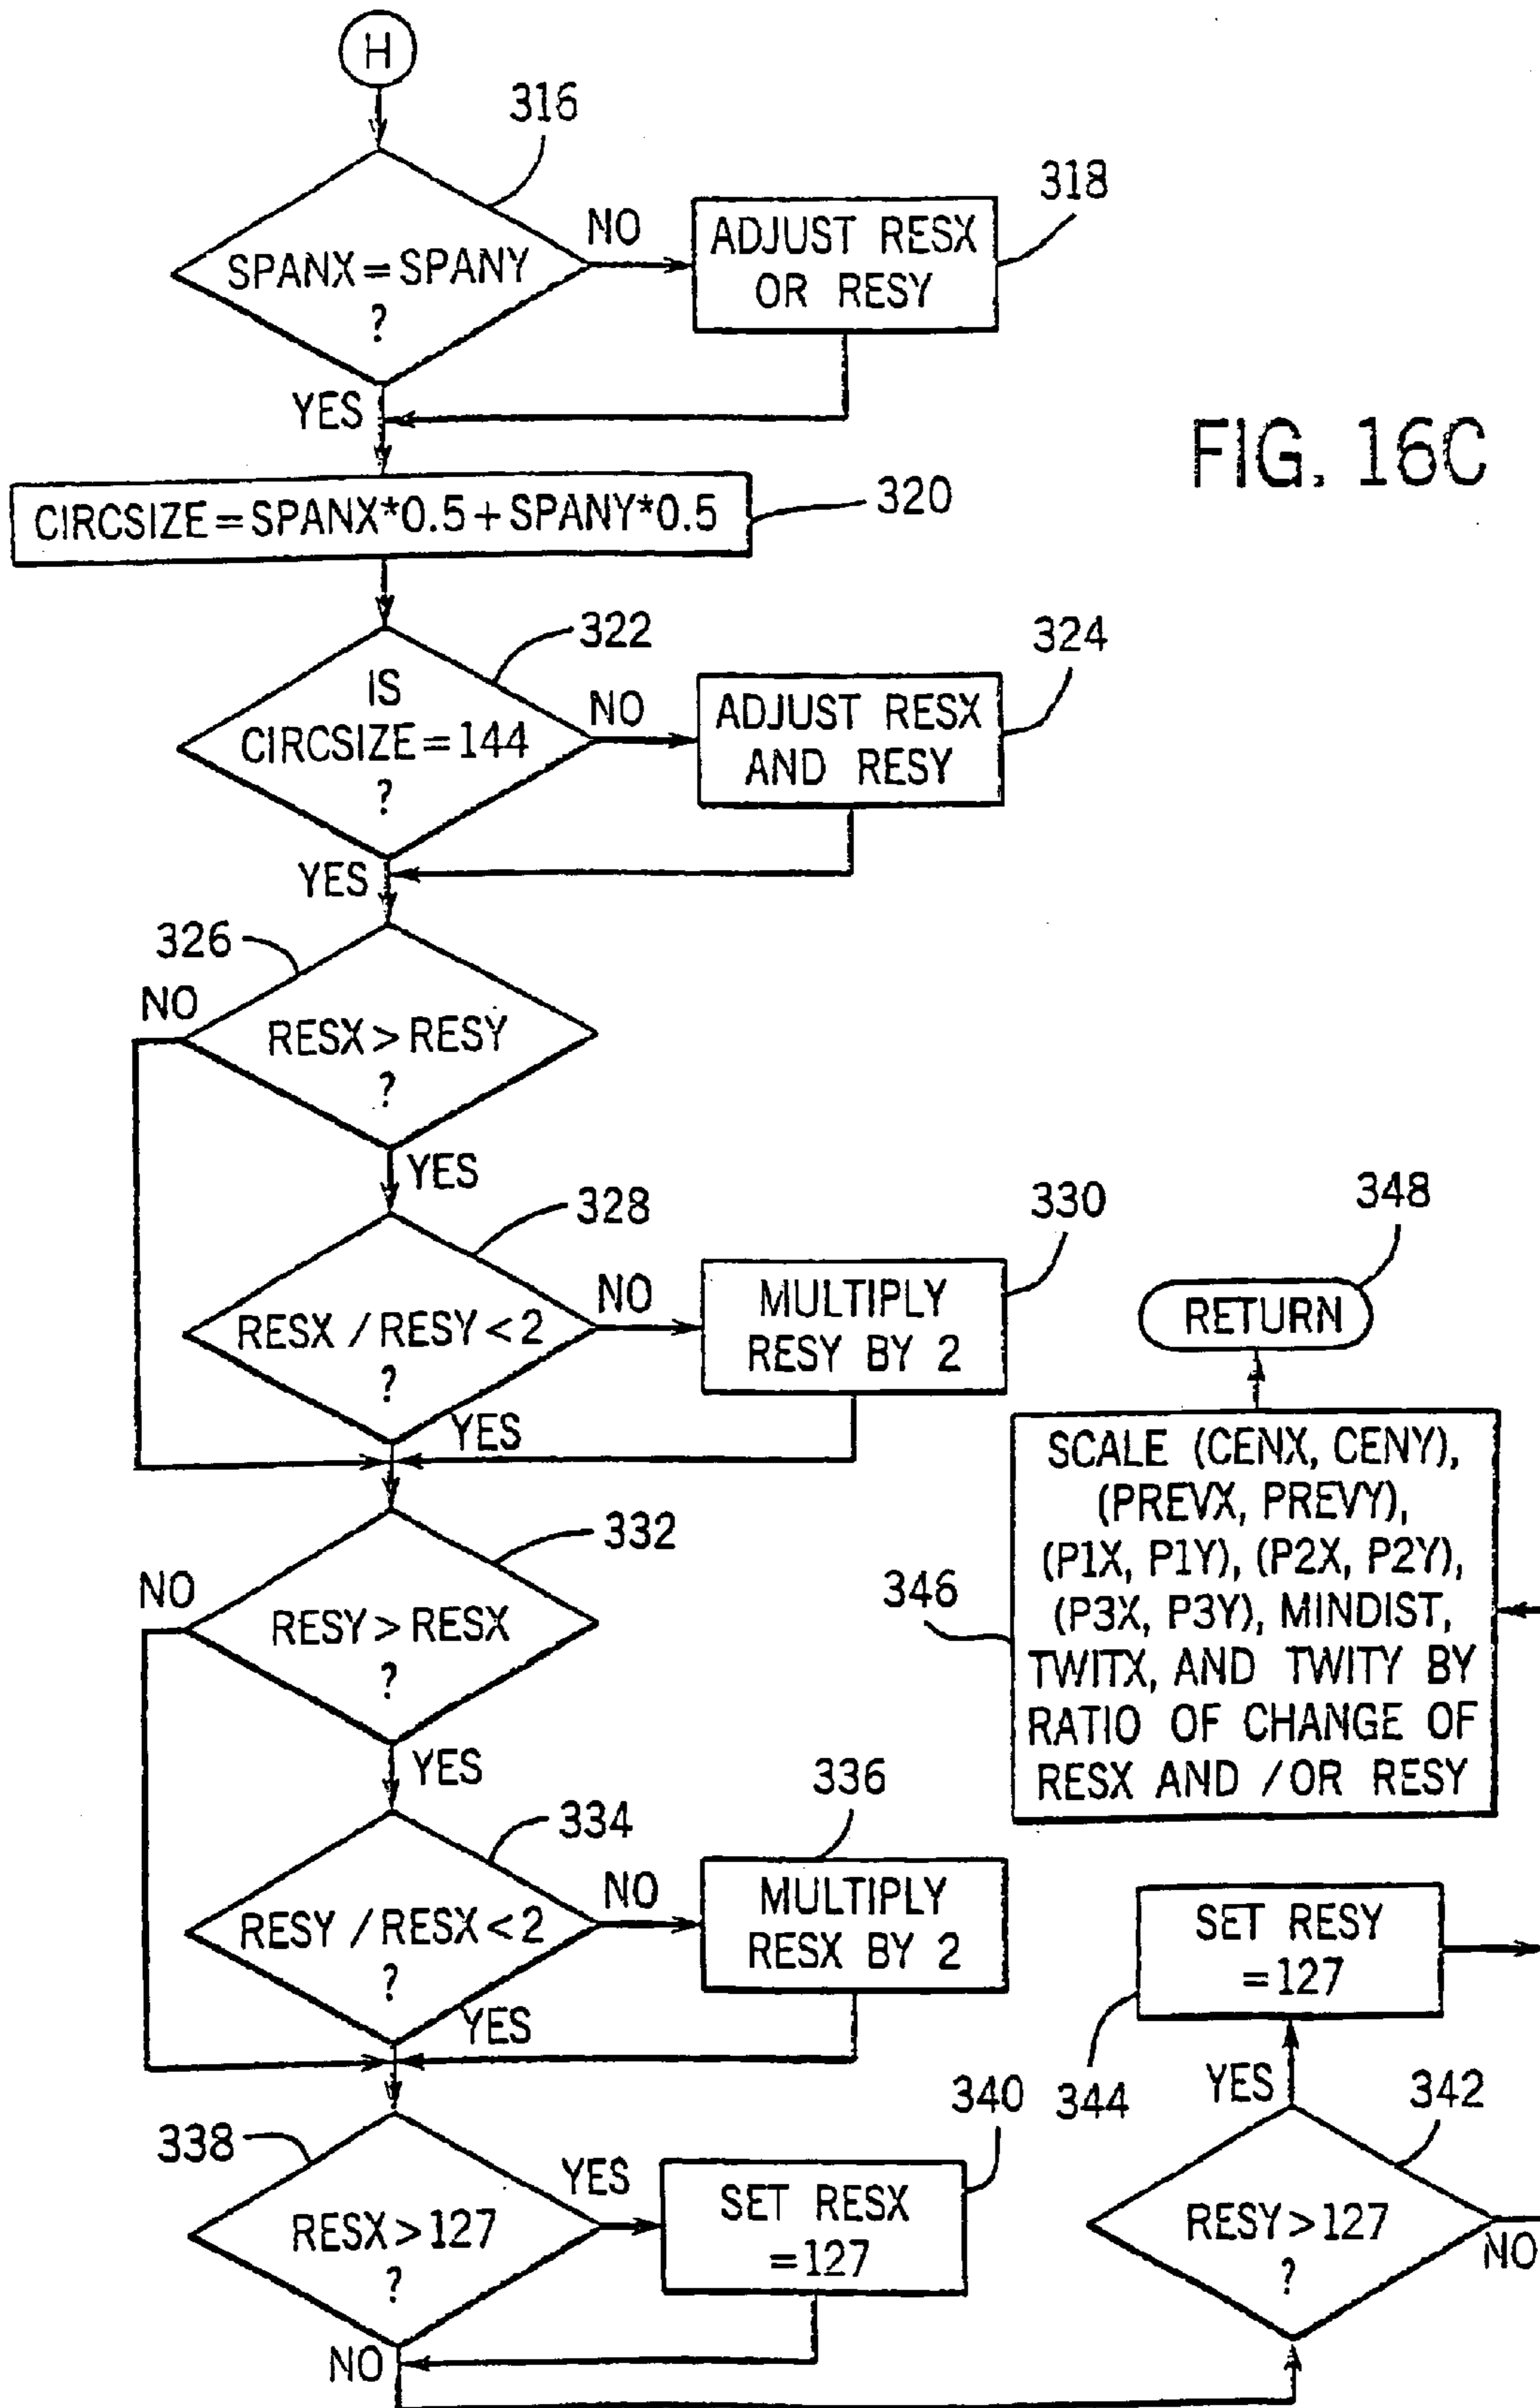 H
316
SPANX=SPANY
?
NO
318
ADJUST RESX
OR RESY
YES
FIG. 16C
CIRCSIZE=SPANX*0.5+SPANY*0.5
320
322
IS
CIRCSIZE=144
?
NO
324
ADJUST RESX
AND RESY
YES
326
NO
RESX>RESY
?
YES
328
RESX/RESY<2
?
NO
330
MULTIPLY
RESY BY 2
YES
348
RETURN
346
SCALE (CENX, CENY),
(PREVX, PREVY),
(P1X, P1Y), (P2X, P2Y),
(P3X, P3Y), MINDIST,
TWITX, AND TWITY BY
RATIO OF CHANGE OF
RESX AND /OR RESY
332
NO
RESY>RESX
?
YES
334
RESY/RESX<2
?
NO
336
MULTIPLY
RESX BY 2
YES
338
RESX>127
?
YES
340
SET RESX
=127
NO
344
SET RESY
=127
YES
342
RESY>127
?
NO